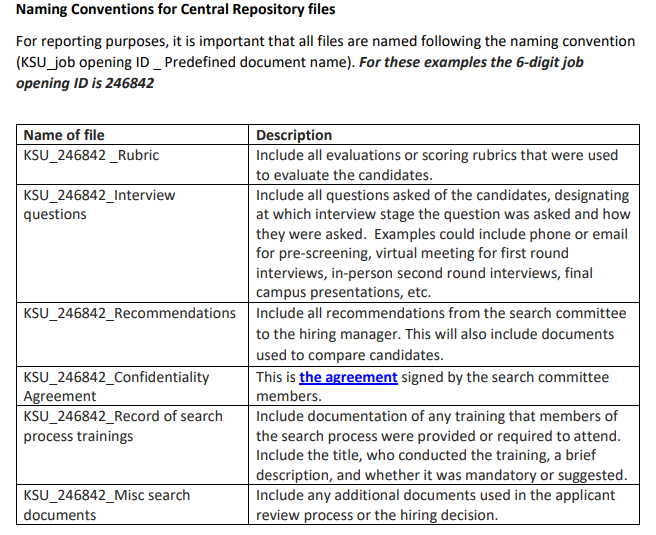 Naming Conventions for Central Repository files
For reporting purposes, it is important that all files are named following the naming convention
(KSU_job opening ID _ Predefined document name). For these examples the 6-digit job
opening ID is 246842
Name of file
Description
KSU_246842 _Rubric
Include all evaluations or scoring rubrics that were used
to evaluate the candidates.
KSU_246842_Interview
questions
Include all questions asked of the candidates, designating
at which interview stage the question was asked and how
they were asked.  Examples could include phone or email
for pre-screening, virtual meeting for first round
interviews, in-person second round interviews, final
campus presentations, etc.
KSU_246842_Recommendations
Include all recommendations from the search committee
to the hiring manager. This will also include documents
used to compare candidates.
KSU_246842_Confidentiality
Agreement
This is the agreement signed by the search committee
members.
KSU_246842_Record of search
process trainings
Include documentation of any training that members of
the search process were provided or required to attend.
Include the title, who conducted the training, a brief
description, and whether it was mandatory or suggested.
KSU_246842_Misc search
documents
Include any additional documents used in the applicant
review process or the hiring decision.